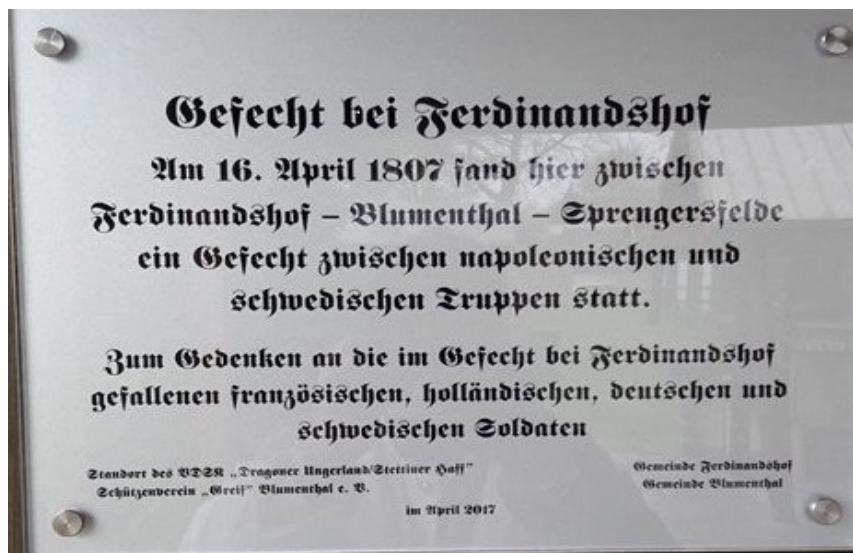 Gefecht bei Ferdinandshof
Am 16. April 1807 fand hier zwischen
Ferdinandshof – Blumenthal – Sprengersfelde
ein Gefecht zwischen napoleonischen und
schwedischen Truppen statt.
Zum Gedenken an die im Gefecht bei Ferdinandshof
gefallenen französischen, holländischen, deutschen und
schwedischen Soldaten
Standort des VDSK „Dragoner Ungerland/Stettiner Haff"
Schützenverein „Greif" Blumenthal e. V.
Gemeinde Ferdinandshof
Gemeinde Blumenthal
im April 2017